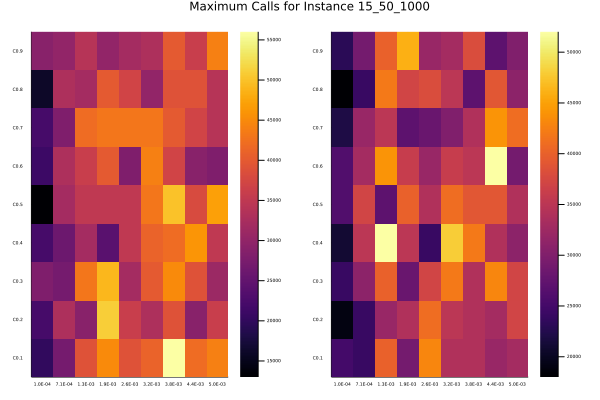 Maximum Calls for Instance 15_50_1000
C0.9
C0.8
C0.7
C0.6
C0.5
C0.4
C0.3
C0.2
C0.1
1.0E-04 7.1E-04 1.3E-03 1.9E-03 2.6E-03 3.2E-03 3.8E-03 4.4E-03 5.0E-03
55000
50000
45000
40000
35000
30000
25000
20000
15000
C0.9
C0.8
C0.7
C0.6
C0.5
C0.4
C0.3
C0.2
C0.1
1.0E-04 7.1E-04 1.3E-03 1.9E-03 2.6E-03 3.2E-03 3.8E-03 4.4E-03 5.0E-03
50000
45000
40000
35000
30000
25000
20000